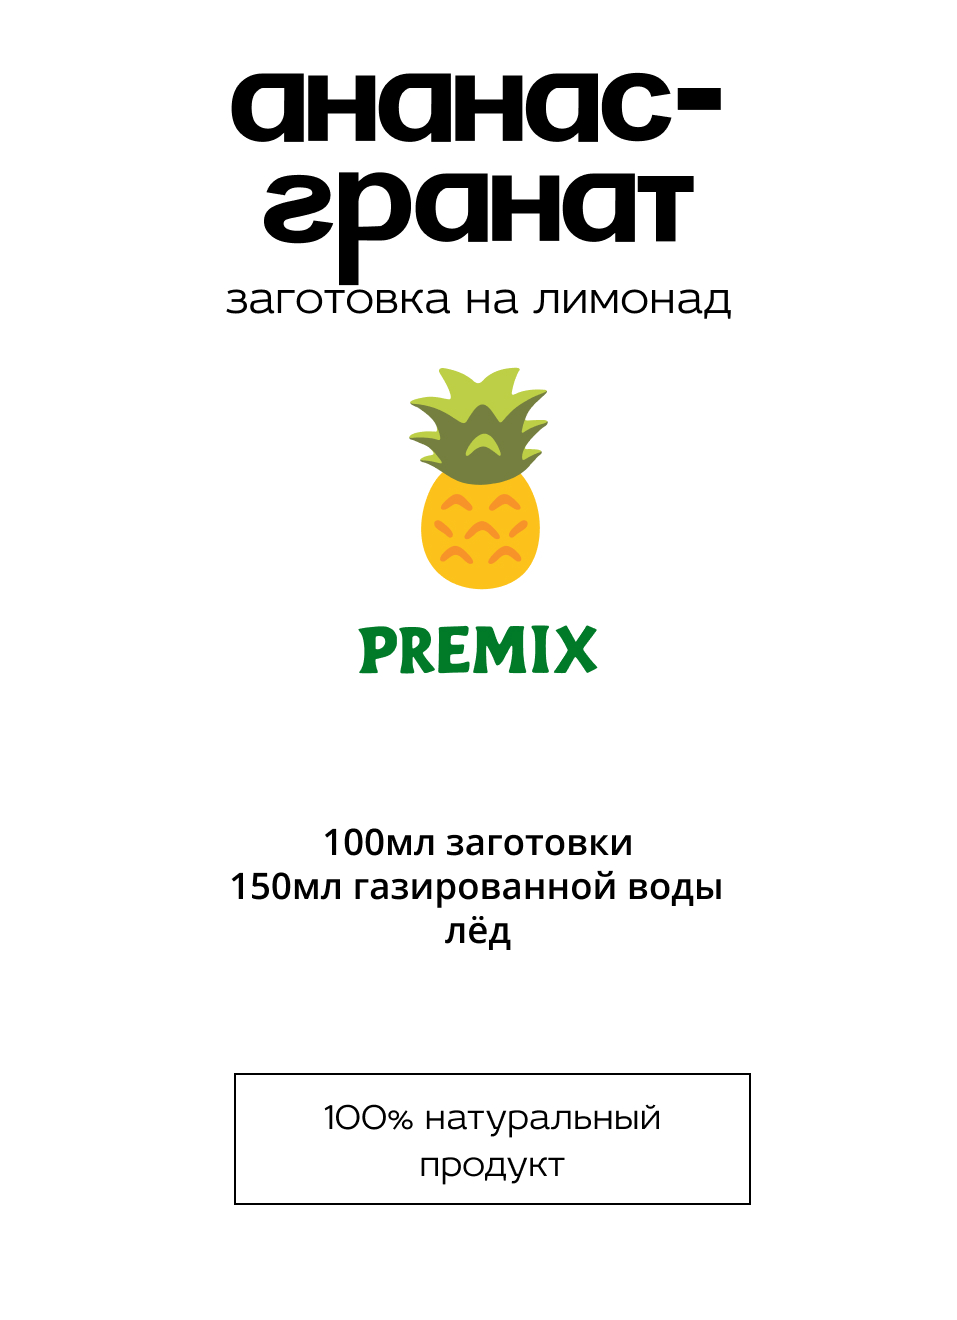 ананас-
гранат
заготовка на лимонад
PREMIX
100мл заготовки
150мл газированной воды
лёд
100% натуральный
продукт